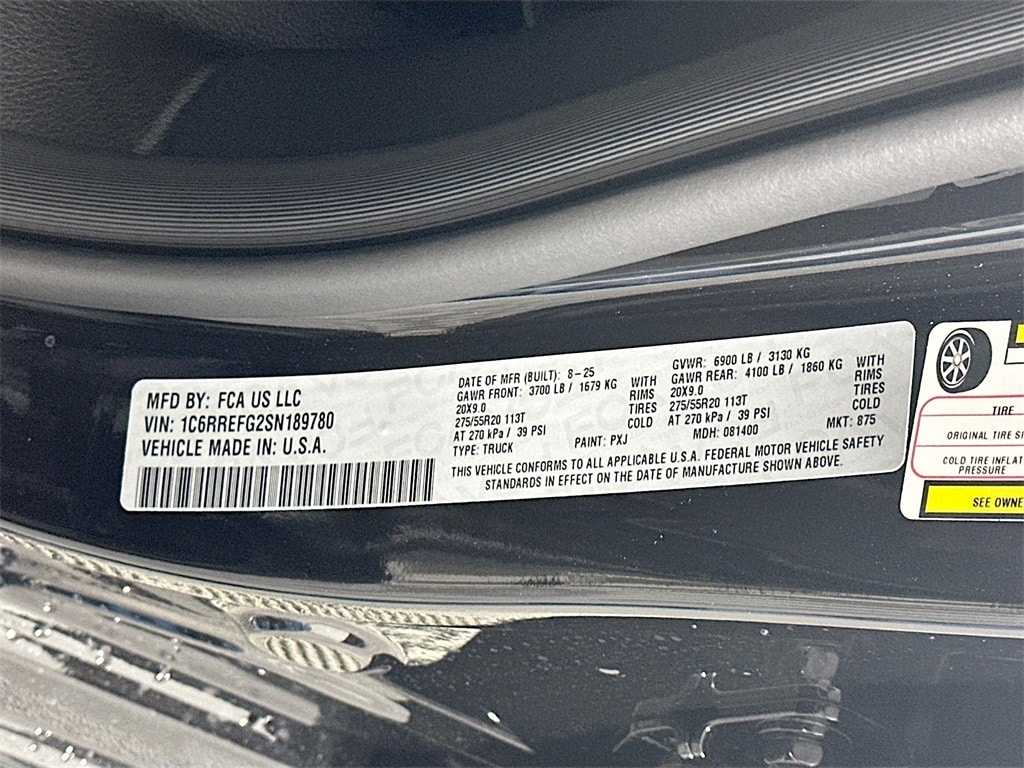 MFD BY: FCA US LLC
VIN: 1C6RREFG2SN189780
VEHICLE MADE IN U.S.A.
DATE OF MFR (BUILT): 8-25
GAWR FRONT: 3700 LB / 1679 KG WITH
20X9.0 RIMS
275/55R20 113T TIRES
AT 270 kPa / 39 PSI COLD
TYPE: TRUCK PAINT: PXJ
GVWR: 6900 LB / 3130 KG
GAWR REAR: 4100 LB / 1860 KG WITH
20X9.0 RIMS
275/55R20 113T TIRES
AT 270 kPa / 39 PSI COLD
MDH: 081400 MKT: 875
THIS VEHICLE CONFORMS TO ALL APPLICABLE U.S.A. FEDERAL MOTOR VEHICLE SAFETY
STANDARDS IN EFFECT ON THE DATE OF MANUFACTURE SHOWN ABOVE.
TIRE
ORIGINAL TIRE SI
COLD TIRE INFLAT
PRESSURE
SEE OWNE